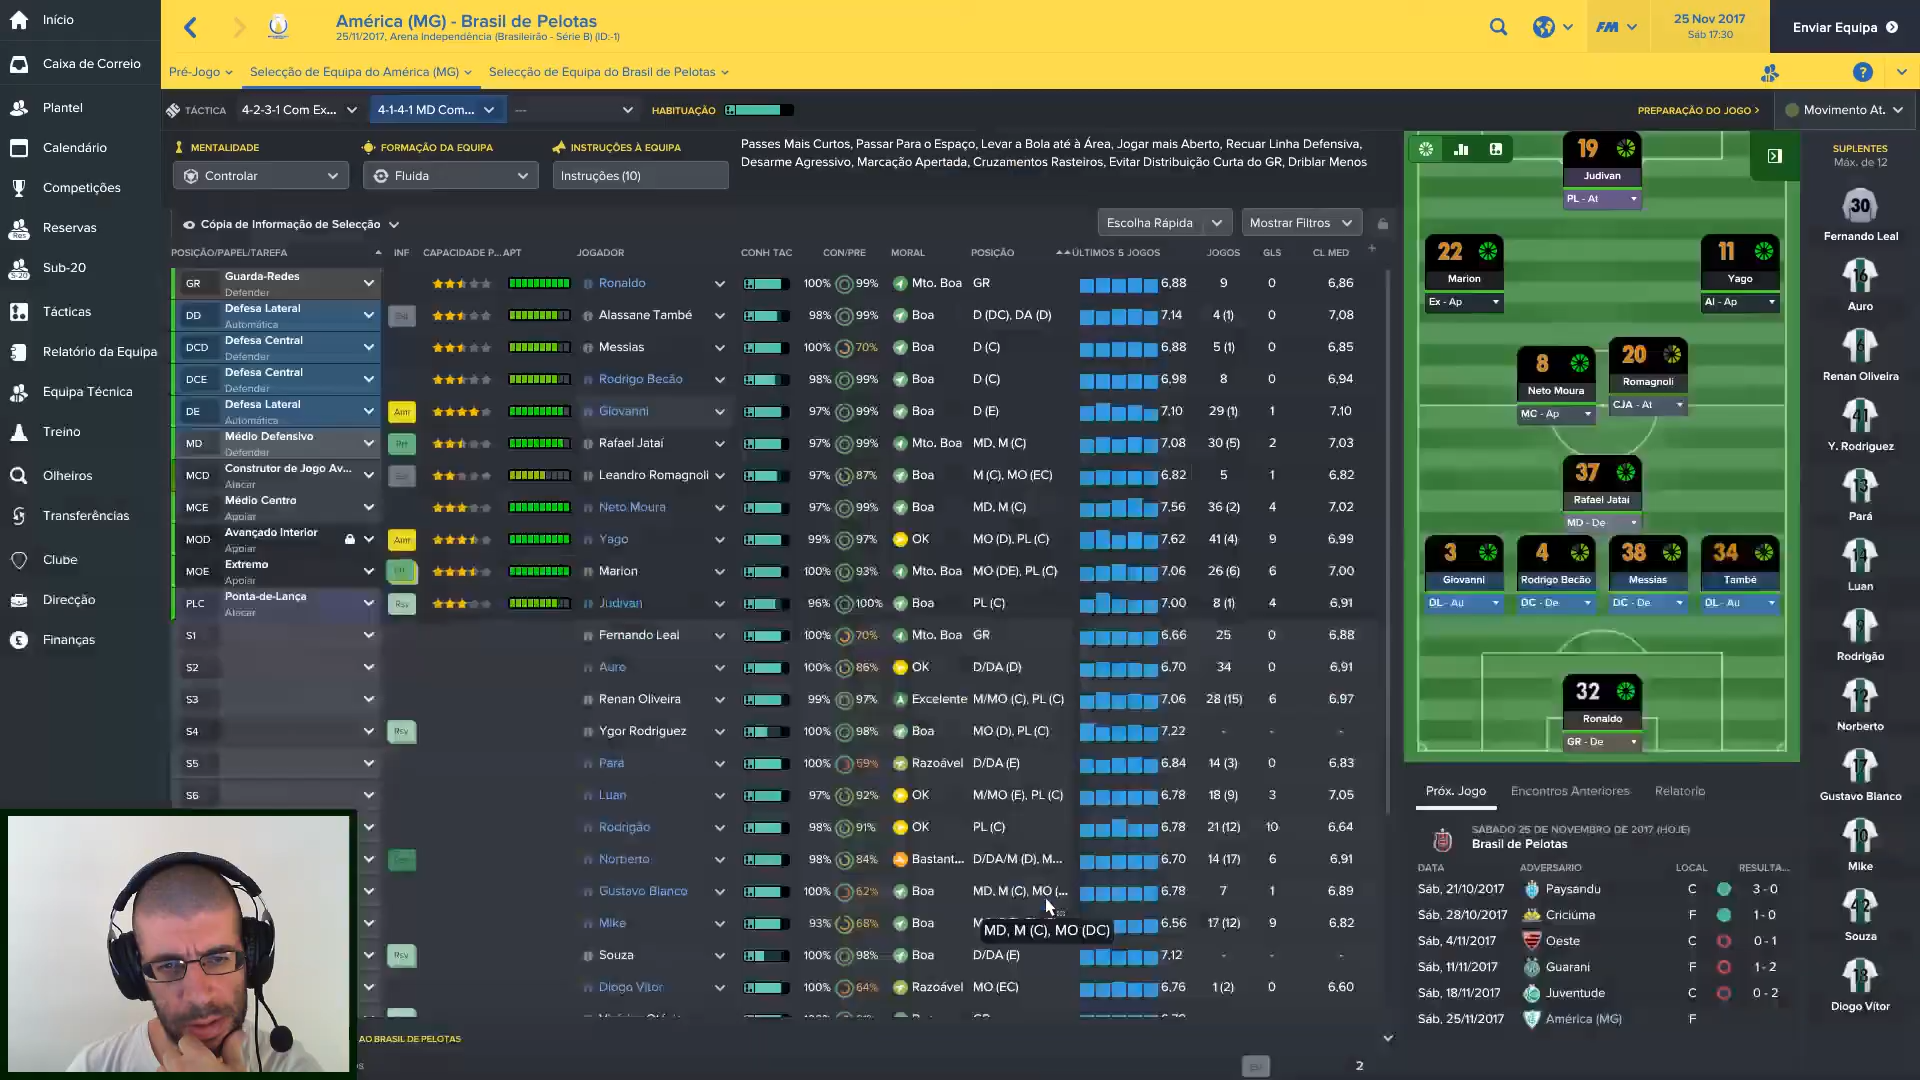 Início
Caixa de Correio
Plantel
Calendário
Competições
Reservas
Sub-20
Tácticas
Relatório da Equipa
Equipa Técnica
Treino
Olheiros
Transferências
Clube
Direcção
Finanças
América (MG) - Brasil de Pelotas
25/11/2017, Arena Independência (Brasileirão - Série B) (ID:-1)
FM
25 Nov 2017
Sáb 17:30
Enviar Equipa
Pré-Jogo
Selecção de Equipa do América (MG)
Selecção de Equipa do Brasil de Pelotas
TÁCTICA
4-2-3-1 Com Ex...
4-1-4-1 MD Com...
---
HABITUAÇÃO
PREPARAÇÃO DO JOGO >
Movimento At.
MENTALIDADE
FORMAÇÃO DA EQUIPA
INSTRUÇÕES À EQUIPA
Controlar
Fluida
Instruções (10)
Passes Mais Curtos, Passar Para o Espaço, Levar a Bola até à Área, Jogar mais Aberto, Recuar Linha Defensiva,
Desarme Agressivo, Marcação Apertada, Cruzamentos Rasteiros, Evitar Distribuição Curta do GR, Driblar Menos
Cópia de Informação de Selecção
Escolha Rápida
Mostrar Filtros
POSIÇÃO/PAPEL/TAREFA INF CAPACIDADE P... APT JOGADOR CONH TAC CON/PRE MORAL POSIÇÃO ÚLTIMOS 5 JOGOS JOGOS GLS CL MED
GR Guarda-Redes Defender Ronaldo 100% 99% Mto. Boa GR 6,88 9 0 6,86
DD Defesa Lateral Automática Alassane També 98% 99% Boa D (DC), DA (D) 7,14 4 (1) 0 7,08
DCD Defesa Central Defender Messias 100% 70% Boa D (C) 6,88 5 (1) 0 6,85
DCE Defesa Central Defender Rodrigo Becão 98% 99% Boa D (C) 6,98 8 0 6,94
DE Defesa Lateral Automática Giovanni 97% 99% Boa D (E) 7,10 29 (1) 1 7,10
MD Médio Defensivo Defender Rafael Jataí 97% 99% Mto. Boa MD, M (C) 7,08 30 (5) 2 7,03
MCD Construtor de Jogo Av... Atacar Leandro Romagnoli 97% 87% Boa M (C), MO (EC) 6,82 5 1 6,82
MCE Médio Centro Apoiar Neto Moura 97% 99% Boa MD, M (C) 7,56 36 (2) 4 7,02
MOD Avançado Interior Apoiar Yago 99% 97% OK MO (D), PL (C) 7,62 41 (4) 9 6,99
MOE Extremo Apoiar Marion 100% 93% Mto. Boa MO (DE), PL (C) 7,06 26 (6) 6 7,00
PLC Ponta-de-Lança Atacar Rsv Judivan 96% 100% Boa PL (C) 7,00 8 (1) 4 6,91
S1 Fernando Leal 100% 70% Mto. Boa GR 6,66 25 0 6,88
S2 Auro 100% 86% OK D/DA (D) 6,70 34 0 6,91
S3 Renan Oliveira 99% 97% Excelente M/MO (C), PL (C) 7,06 28 (15) 6 6,97
S4 Rsv Ygor Rodriguez 100% 98% Boa MO (D), PL (C) 7,22 - - -
S5 Pará 100% 59% Razoável D/DA (E) 6,84 14 (3) 0 6,83
S6 Luan 97% 92% OK M/MO (E), PL (C) 6,78 18 (9) 3 7,05
Rodrigão 98% 91% OK PL (C) 6,78 21 (12) 10 6,64
Norberto 98% 84% Bastant... D/DA/M (D), M... 6,70 14 (17) 6 6,91
Gustavo Blanco 100% 62% Boa MD, M (C), MO (... 6,78 7 1 6,89
Mike 93% 68% Boa 6,56 17 (12) 9 6,82
MD, M (C), MO (DC)
Rsv Souza 100% 98% Boa D/DA (E) 7,12 - - -
Diogo Vítor 100% 64% Razoável MO (EC) 6,76 1 (2) 0 6,60
AO BRASIL DE PELOTAS
2
19
Judivan
PL - At
22
Marion
Ex - Ap
11
Yago
AI - Ap
8
Neto Moura
MC - Ap
20
Romagnoli
CJA - At
37
Rafael Jataí
MD - De
3
Giovanni
DL - Au
4
Rodrigo Becão
DC - De
38
Messias
DC - De
34
També
DL - Au
32
Ronaldo
GR - De
SUPLENTES
Máx. de 12
30
Fernando Leal
16
Auro
6
Renan Oliveira
41
Y. Rodriguez
13
Pará
14
Luan
9
Rodrigão
12
Norberto
17
Gustavo Blanco
10
Mike
42
Souza
18
Diogo Vítor
Próx. Jogo
Encontros Anteriores
Relatório
SÁBADO 25 DE NOVEMBRO DE 2017 (HOJE)
Brasil de Pelotas
DATA ADVERSÁRIO LOCAL RESULTA...
Sáb, 21/10/2017 Paysandu C 3 - 0
Sáb, 28/10/2017 Criciúma F 1 - 0
Sáb, 4/11/2017 Oeste C 0 - 1
Sáb, 11/11/2017 Guarani F 1 - 2
Sáb, 18/11/2017 Juventude C 0 - 2
Sáb, 25/11/2017 América (MG) F